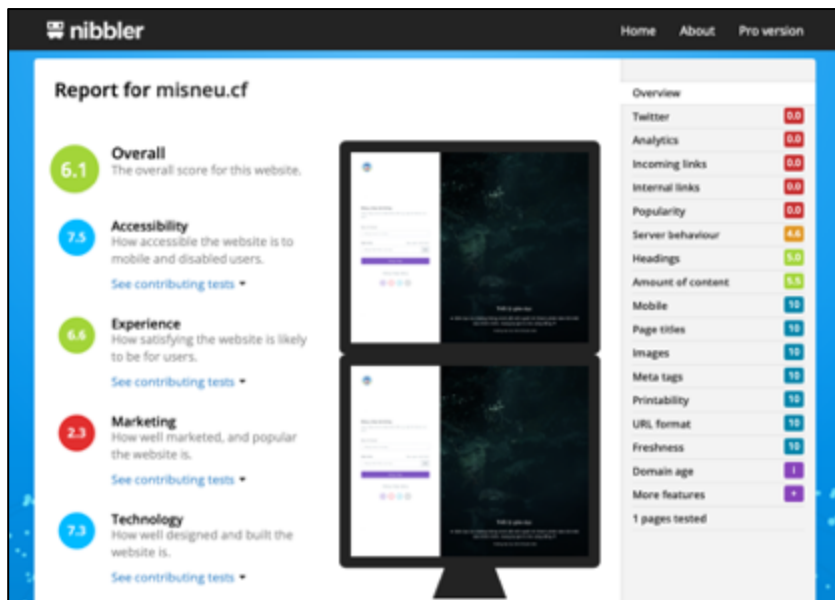 nibbler
Home About Pro version
Report for misneu.cf
6.1
Overall
The overall score for this website.
7.5
Accessibility
How accessible the website is to
mobile and disabled users.
See contributing tests
6.6
Experience
How satisfying the website is likely
to be for users.
See contributing tests
2.3
Marketing
How well marketed, and popular
the website is.
See contributing tests
7.3
Technology
How well designed and built the
website is.
See contributing tests
Overview
Twitter 0.0
Analytics 0.0
Incoming links 0.0
Internal links 0.0
Popularity 0.0
Server behaviour 4.6
Headings 5.0
Amount of content 5.5
Mobile 10
Page titles 10
Images 10
Meta tags 10
Printability 10
URL format 10
Freshness 10
Domain age i
More features +
1 pages tested